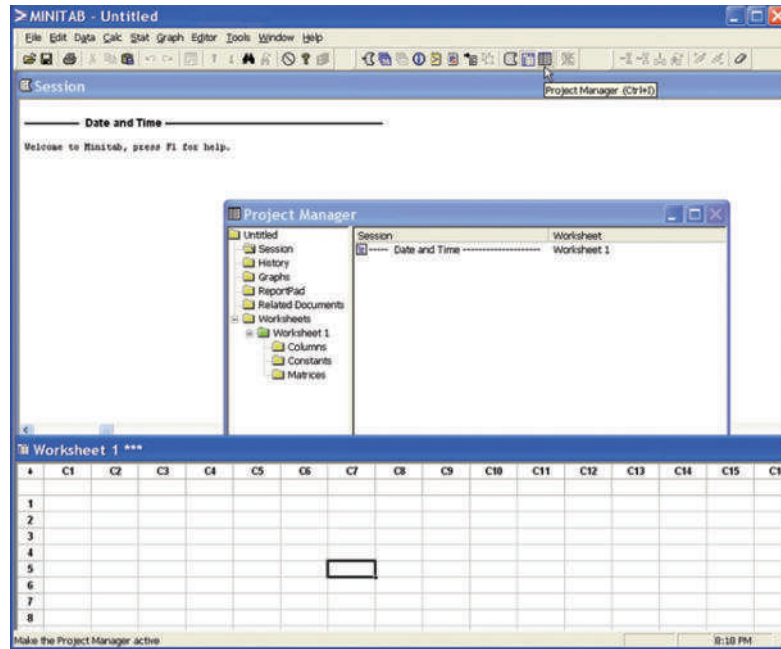 MINITAB - Untitled
File Edit Data Calc Stat Graph Editor Tools Window Help
Project Manager (Ctrl+I)
Session
Date and Time
Welcome to Minitab, press F1 for help.
Project Manager
Untitled
Session
History
Graphs
ReportPad
Related Documents
Worksheets
Worksheet 1
Columns
Constants
Matrices
Session Worksheet
----- Date and Time -------------------- Worksheet 1
Worksheet 1 ***
C1 C2 C3 C4 C5 C6 C7 C8 C9 C10 C11 C12 C13 C14 C15 C1
1
2
3
4
5
6
7
8
Make the Project Manager active 8:18 PM